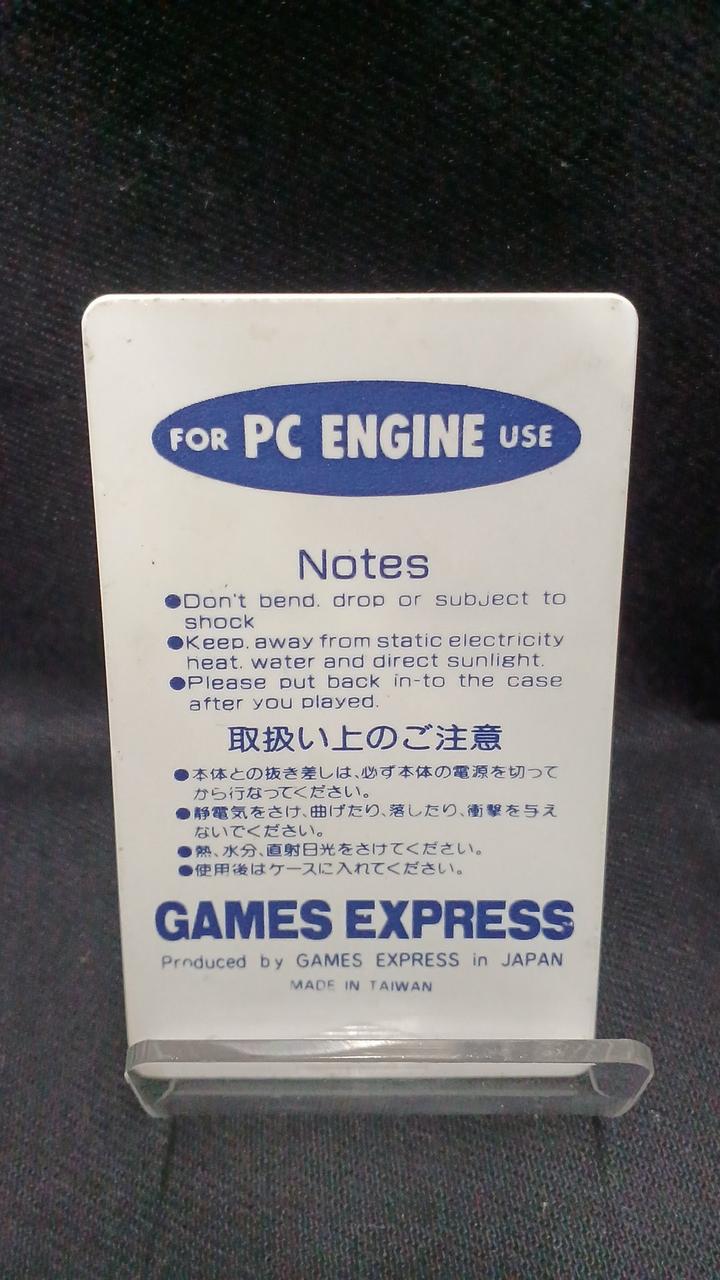 FOR PC ENGINE USE
Notes
●Don't bend. drop or subject to
shock
●Keep. away from static electricity
heat. water and direct sunlight.
●Please put back in-to the case
after you played.
取扱い上のご注意
●本体との抜き差しは、必ず本体の電源を切って
から行なってください。
●静電気をさけ、曲げたり、落したり、衝撃を与え
ないでください。
●熱、水分、直射日光をさけてください。
●使用後はケースに入れてください。
GAMES EXPRESS
Produced by GAMES EXPRESS in JAPAN
MADE IN TAIWAN